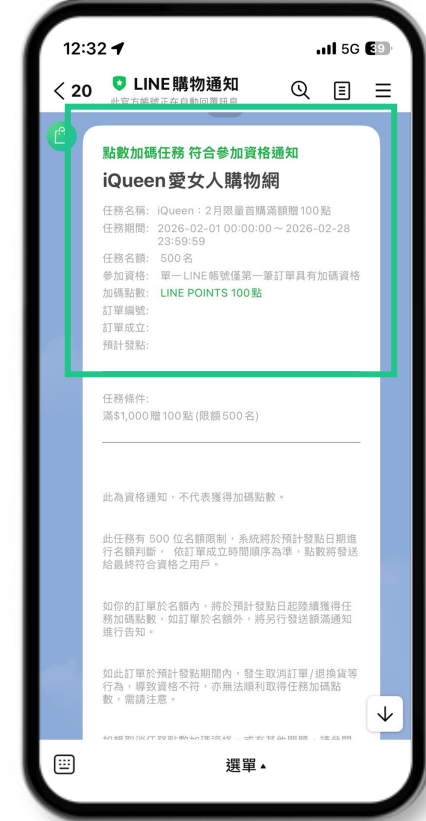 12:32
5G 39
20
LINE購物通知
此官方帳號正在自動回覆訊息
點數加碼任務 符合參加資格通知
iQueen愛女人購物網
任務名稱: iQueen:2月限量首購滿額贈100點
任務期間: 2026-02-01 00:00:00 ~ 2026-02-28
23:59:59
任務名額: 500名
參加資格: 單一LINE帳號僅第一筆訂單具有加碼資格
加碼點數: LINE POINTS 100點
訂單編號:
訂單成立:
預計發點:
任務條件:
滿$1,000贈100點(限額500名)
此為資格通知,不代表獲得加碼點數。
此任務有 500 位名額限制,系統將於預計發點日期進
行名額判斷, 依訂單成立時間順序為準,點數將發送
給最終符合資格之用戶。
如你的訂單於名額內,將於預計發點日起陸續獲得任
務加碼點數,如訂單於名額外,將另行發送額滿通知
進行告知。
如此訂單於預計發點期間內,發生取消訂單/退換貨等
行為,導致資格不符,亦無法順利取得任務加碼點
數,需請注意。
選單